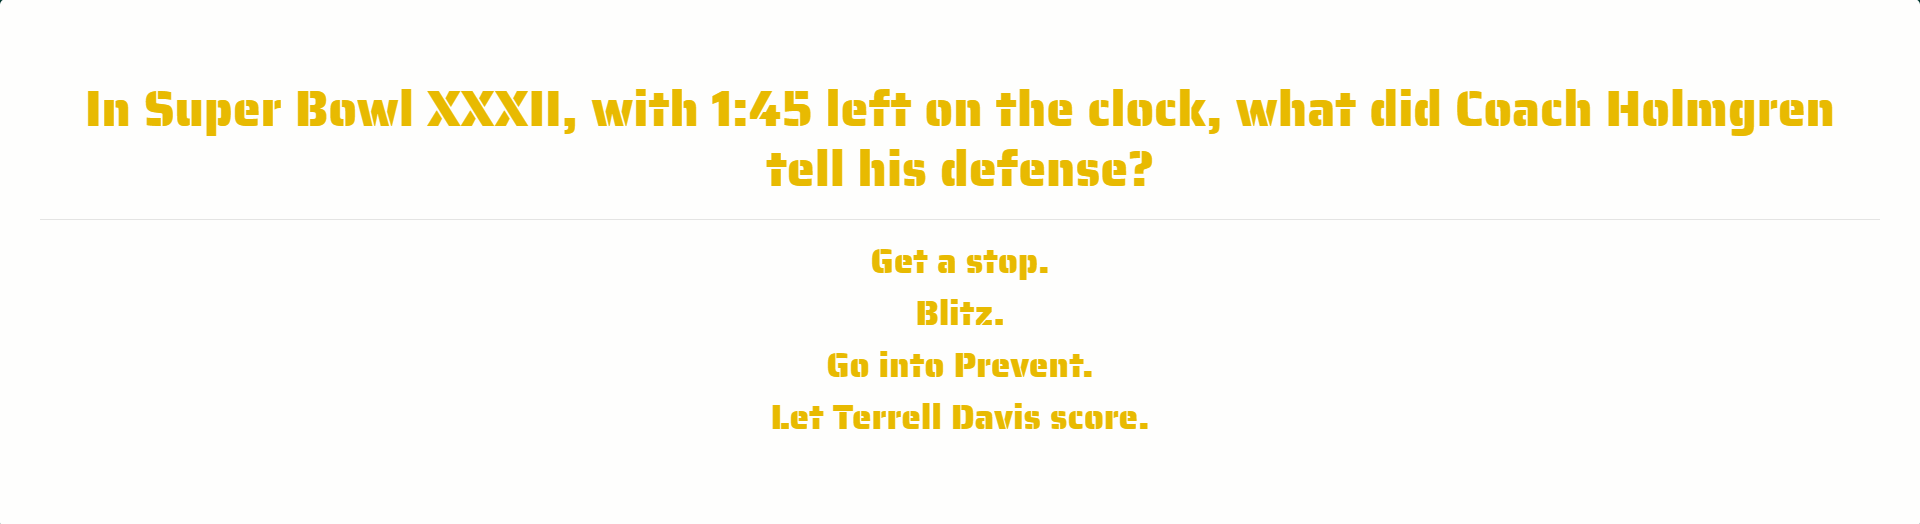 In Super Bowl XXXII, with 1:45 left on the clock, what did Coach Holmgren
tell his defense?
Get a stop.
Blitz.
Go into Prevent.
Let Terrell Davis score.